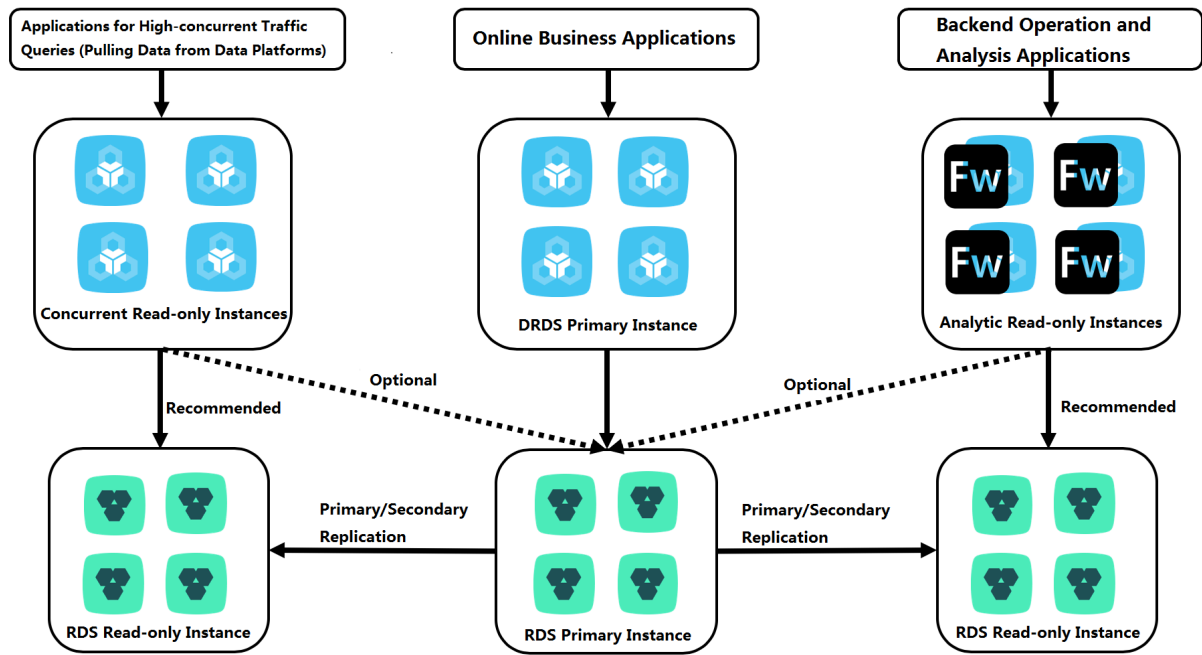 Applications for High-concurrent Traffic
Queries (Pulling Data from Data Platforms)
Online Business Applications
Backend Operation and
Analysis Applications
Fw
Fw
Fw
Fw
Concurrent Read-only Instances
DRDS Primary Instance
Analytic Read-only Instances
Optional
Optional
Recommended
Recommended
Primary/Secondary
Replication
Primary/Secondary
Replication
RDS Read-only Instance
RDS Primary Instance
RDS Read-only Instance